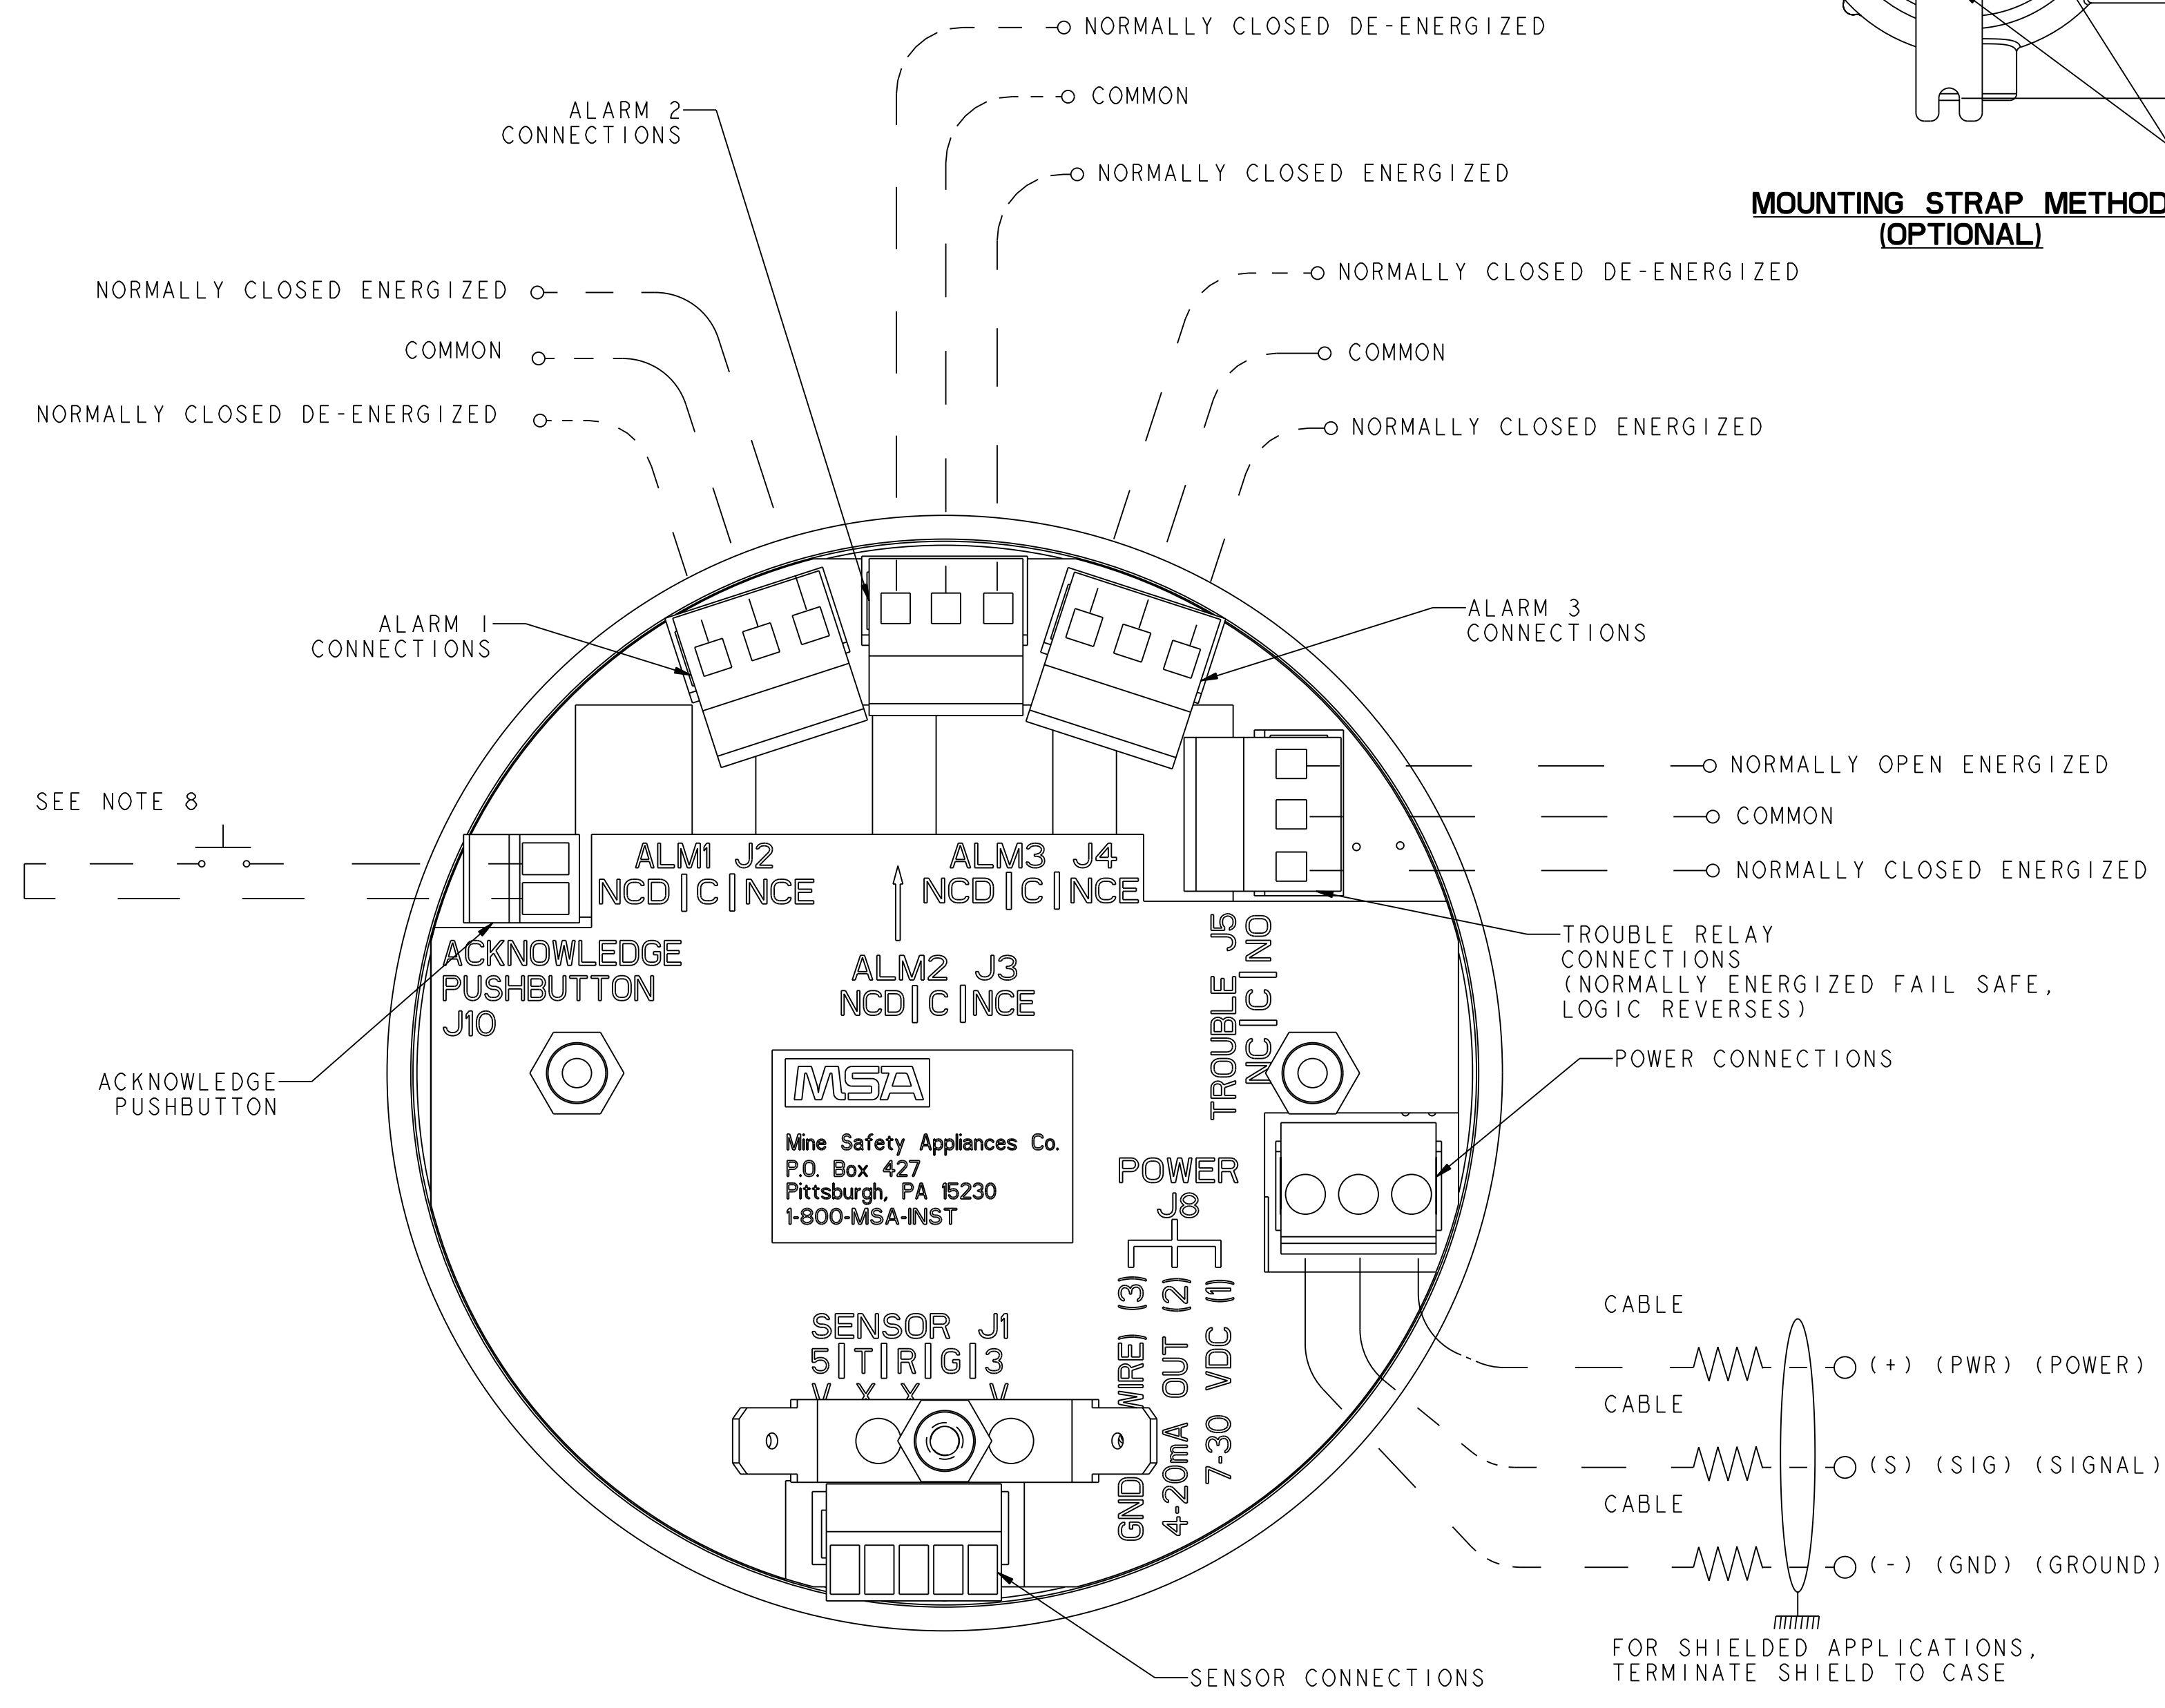 NORMALLY CLOSED DE-ENERGIZED
COMMON
NORMALLY CLOSED ENERGIZED
ALARM 2
CONNECTIONS
MOUNTING STRAP METHOD
(OPTIONAL)
NORMALLY CLOSED ENERGIZED
COMMON
NORMALLY CLOSED DE-ENERGIZED
NORMALLY CLOSED DE-ENERGIZED
COMMON
NORMALLY CLOSED ENERGIZED
ALARM 1
CONNECTIONS
ALARM 3
CONNECTIONS
SEE NOTE 8
NORMALLY OPEN ENERGIZED
COMMON
NORMALLY CLOSED ENERGIZED
ALM1 J2
NCD|C|NCE
ALM3 J4
NCD|C|NCE
ALM2 J3
NCD|C|NCE
ACKNOWLEDGE
PUSHBUTTON
J10
TROUBLE J5
NC|C|NO
TROUBLE RELAY
CONNECTIONS
(NORMALLY ENERGIZED FAIL SAFE,
LOGIC REVERSES)
ACKNOWLEDGE
PUSHBUTTON
POWER CONNECTIONS
MSA
Mine Safety Appliances Co.
P.O. Box 427
Pittsburgh, PA 15230
1-800-MSA-INST
POWER
J8
GND WIRE) (3)
4-20mA OUT (2)
7-30 VDC (1)
SENSOR J1
5|T|R|G|3
V X X V
CABLE
(+) (PWR) (POWER)
CABLE
(S) (SIG) (SIGNAL)
CABLE
(-) (GND) (GROUND)
FOR SHIELDED APPLICATIONS,
TERMINATE SHIELD TO CASE
SENSOR CONNECTIONS